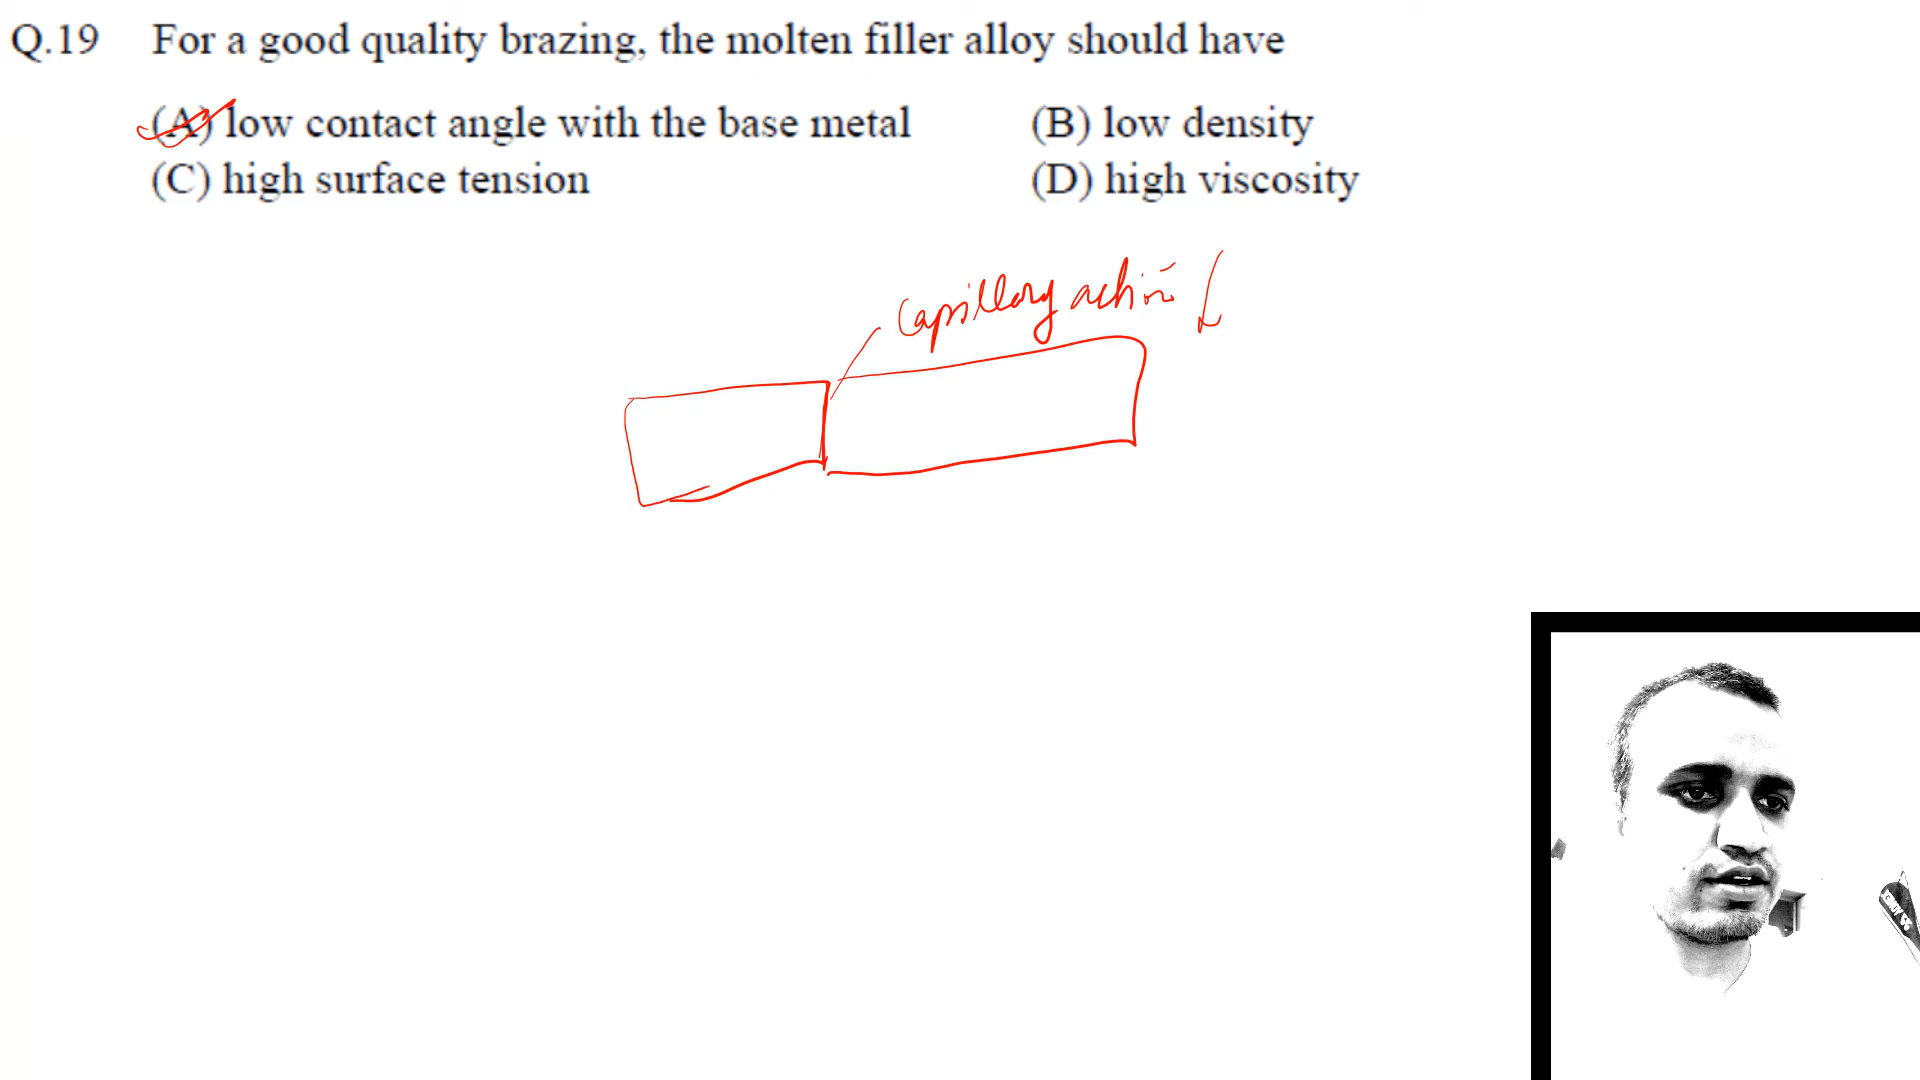 Q.19 For a good quality brazing, the molten filler alloy should have
(A) low contact angle with the base metal (B) low density
(C) high surface tension (D) high viscosity
Capillary action